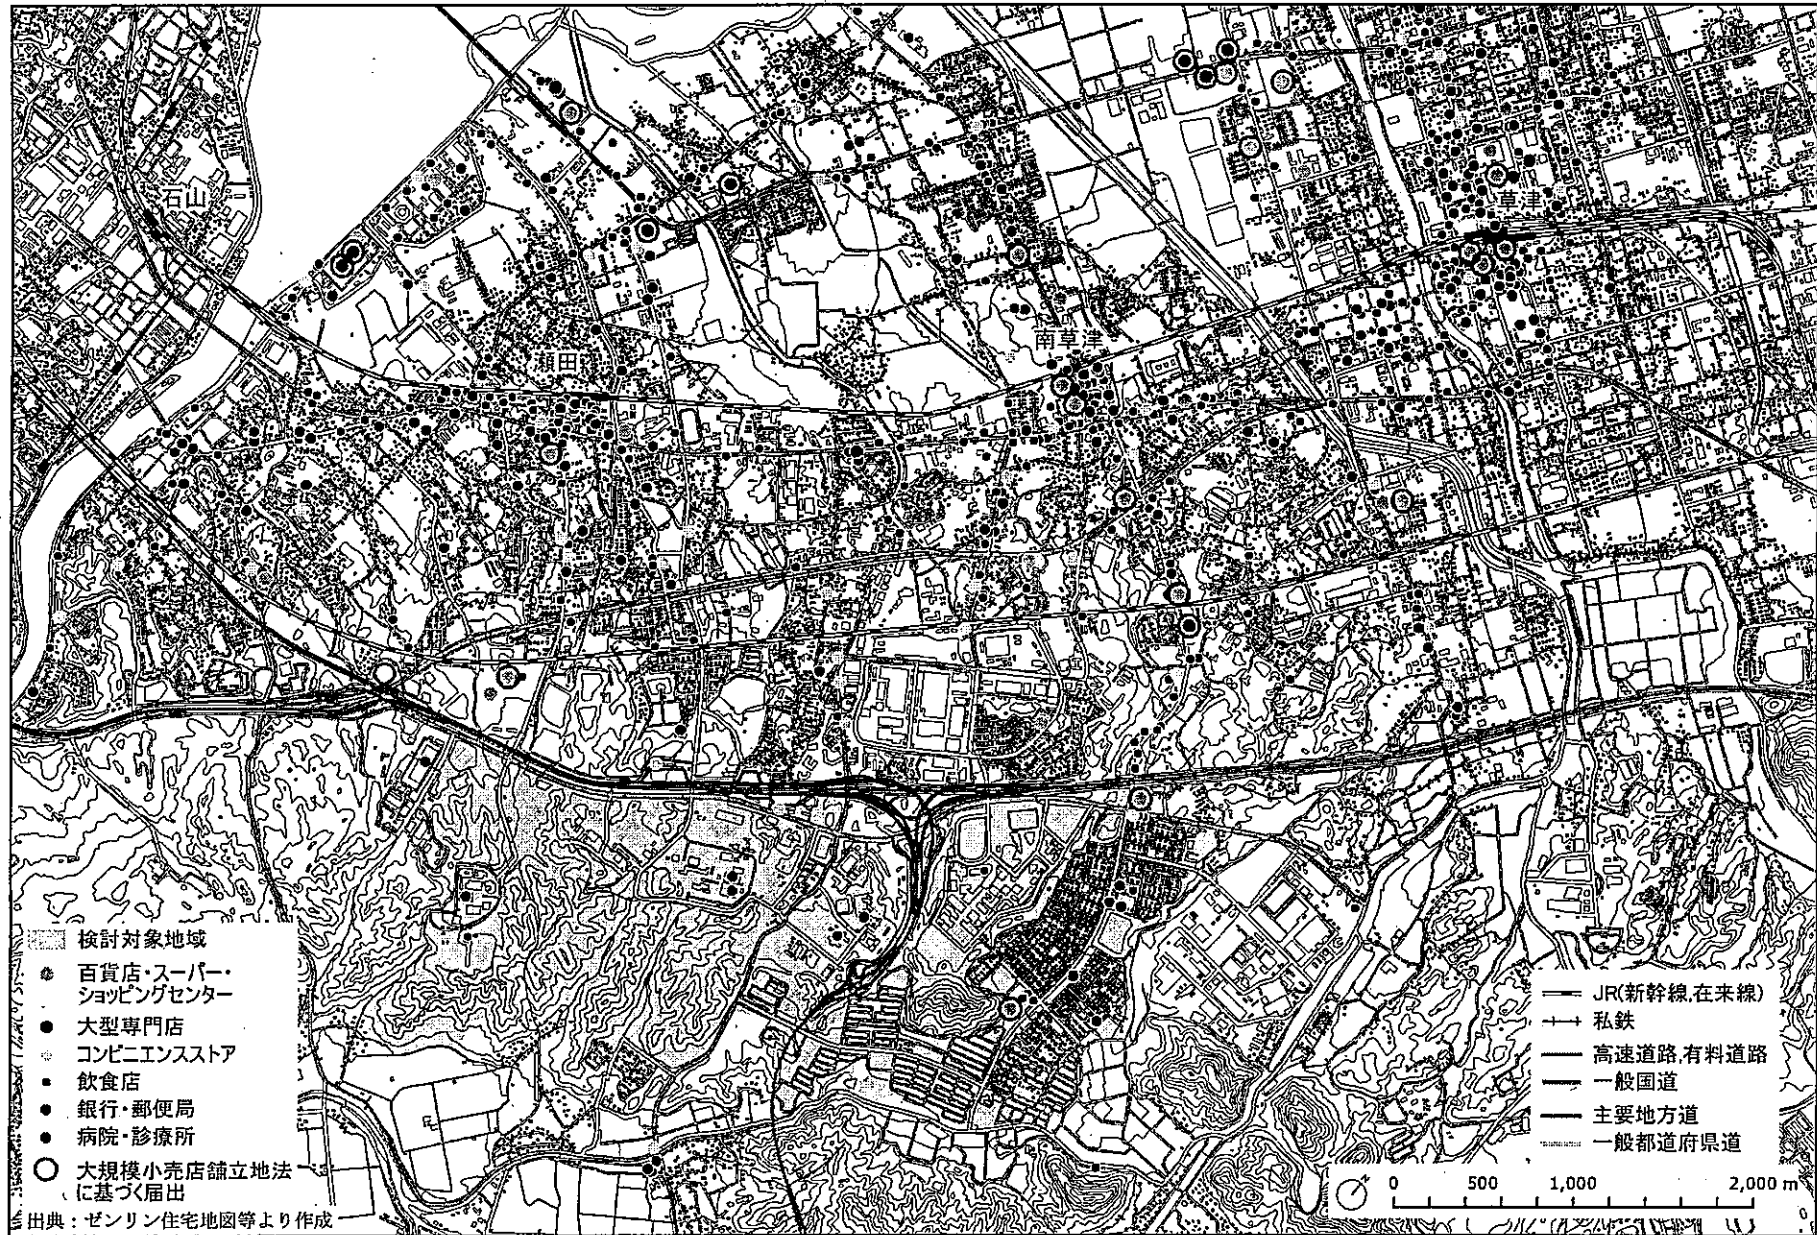 石山
草津
南草津
瀬田
検討対象地域
百貨店・スーパー・
ショッピングセンター
大型専門店
コンビニエンスストア
飲食店
銀行・郵便局
病院・診療所
大規模小売店舗立地法
に基づく届出
出典：ゼンリン住宅地図等より作成
JR(新幹線,在来線)
私鉄
高速道路,有料道路
一般国道
主要地方道
一般都道府県道
0 500 1,000 2,000 m